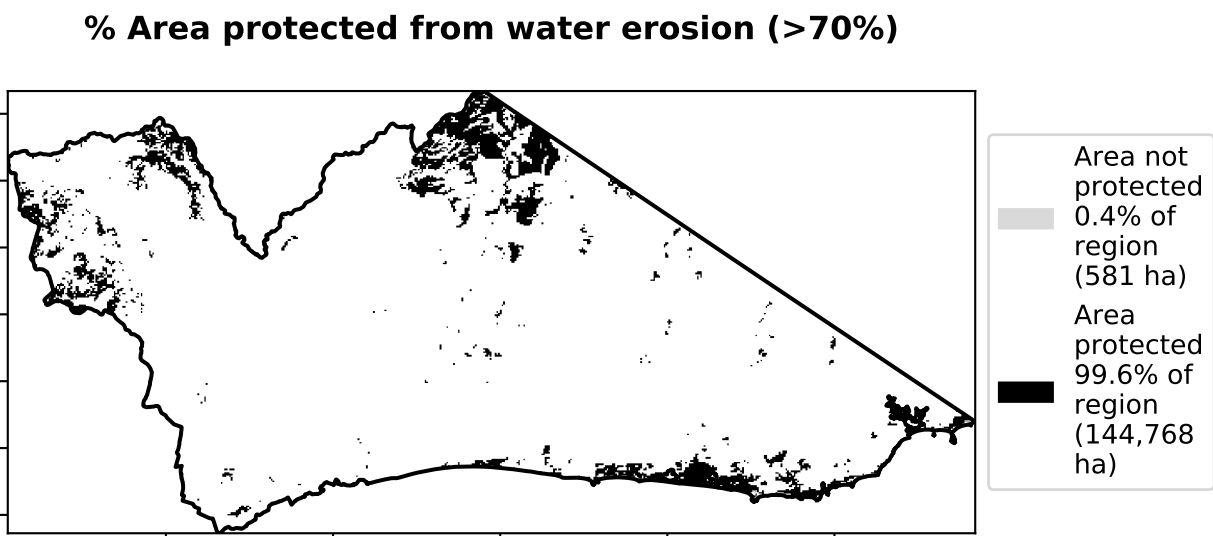 % Area protected from water erosion (>70%)
Area not
protected
0.4% of
region
(581 ha)
Area
protected
99.6% of
region
(144,768
ha)